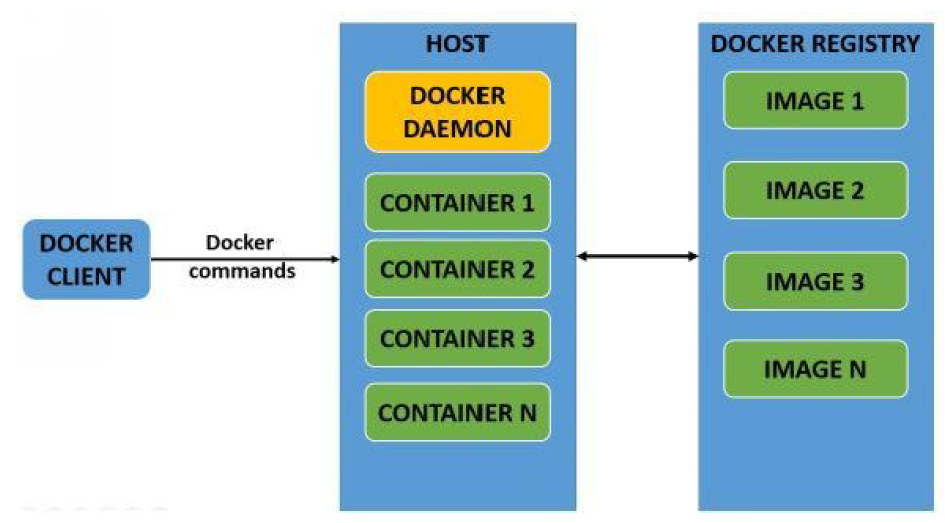 DOCKER
CLIENT
Docker
commands
HOST
DOCKER
DAEMON
CONTAINER 1
CONTAINER 2
CONTAINER 3
CONTAINER N
DOCKER REGISTRY
IMAGE 1
IMAGE 2
IMAGE 3
IMAGE N